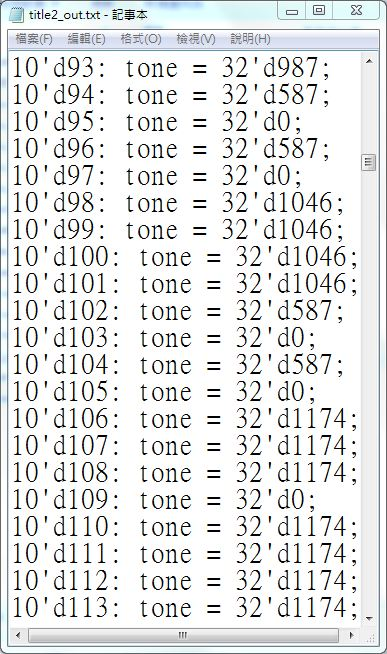 title2_out.txt - 記事本
檔案(F) 編輯(E) 格式(O) 檢視(V) 說明(H)
10'd93: tone = 32'd987;
10'd94: tone = 32'd587;
10'd95: tone = 32'd0;
10'd96: tone = 32'd587;
10'd97: tone = 32'd0;
10'd98: tone = 32'd1046;
10'd99: tone = 32'd1046;
10'd100: tone = 32'd1046;
10'd101: tone = 32'd1046;
10'd102: tone = 32'd587;
10'd103: tone = 32'd0;
10'd104: tone = 32'd587;
10'd105: tone = 32'd0;
10'd106: tone = 32'd1174;
10'd107: tone = 32'd1174;
10'd108: tone = 32'd1174;
10'd109: tone = 32'd0;
10'd110: tone = 32'd1174;
10'd111: tone = 32'd1174;
10'd112: tone = 32'd1174;
10'd113: tone = 32'd1174;